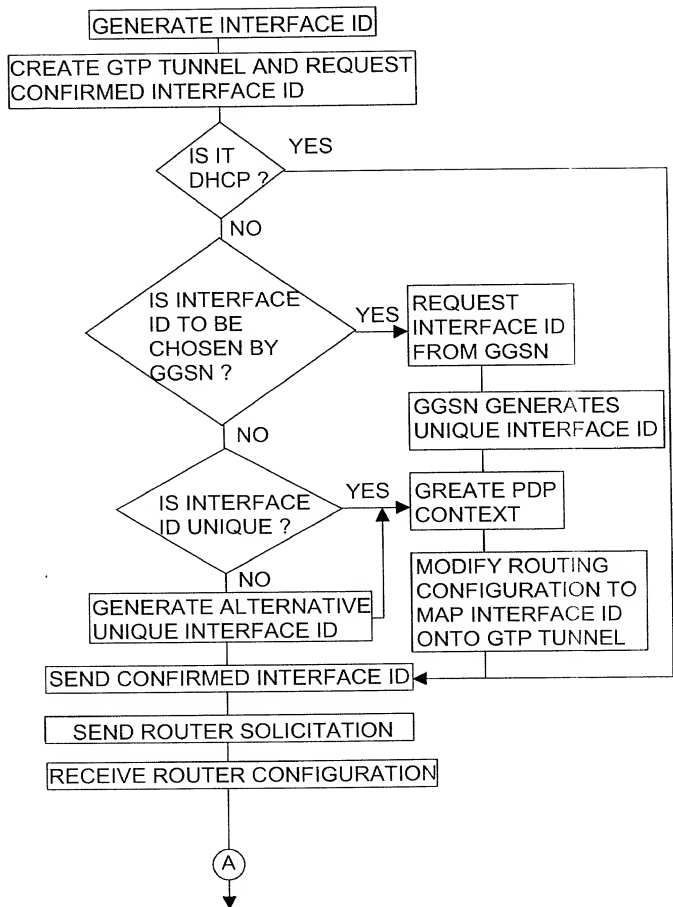 GENERATE INTERFACE ID
CREATE GTP TUNNEL AND REQUEST
CONFIRMED INTERFACE ID
IS IT
DHCP ?
YES
NO
IS INTERFACE
ID TO BE
CHOSEN BY
GGSN ?
YES
REQUEST
INTERFACE ID
FROM GGSN
GGSN GENERATES
UNIQUE INTERFACE ID
NO
IS INTERFACE
ID UNIQUE ?
YES
GREATE PDP
CONTEXT
NO
GENERATE ALTERNATIVE
UNIQUE INTERFACE ID
MODIFY ROUTING
CONFIGURATION TO
MAP INTERFACE ID
ONTO GTP TUNNEL
SEND CONFIRMED INTERFACE ID
SEND ROUTER SOLICITATION
RECEIVE ROUTER CONFIGURATION
A